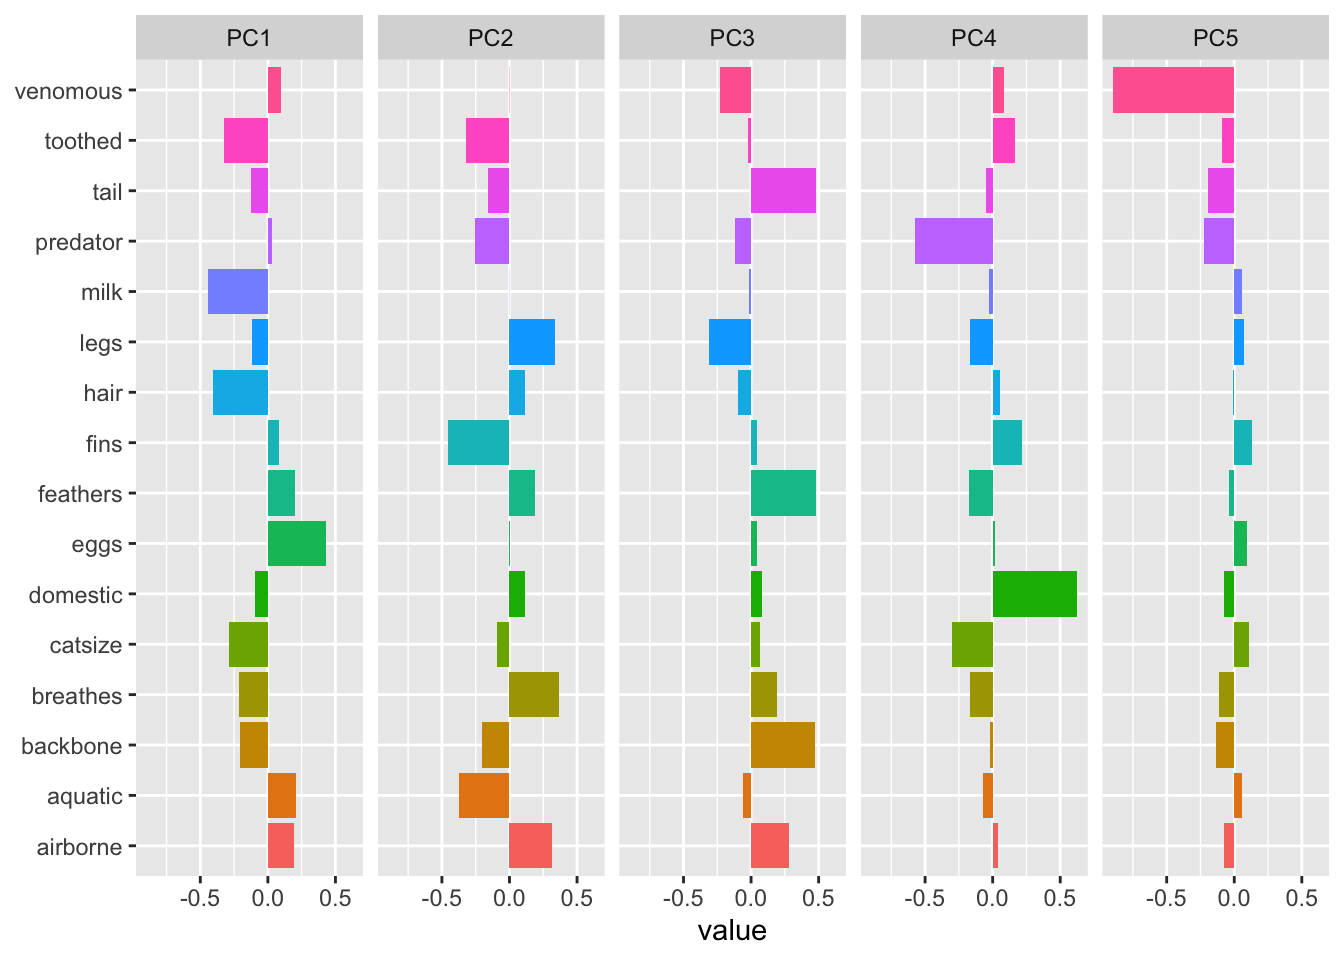 PC1 PC2 PC3 PC4 PC5
venomous
toothed
tail
predator
milk
legs
hair
fins
feathers
eggs
domestic
catsize
breathes
backbone
aquatic
airborne
-0.5 0.0 0.5 -0.5 0.0 0.5 -0.5 0.0 0.5 -0.5 0.0 0.5 -0.5 0.0 0.5
value